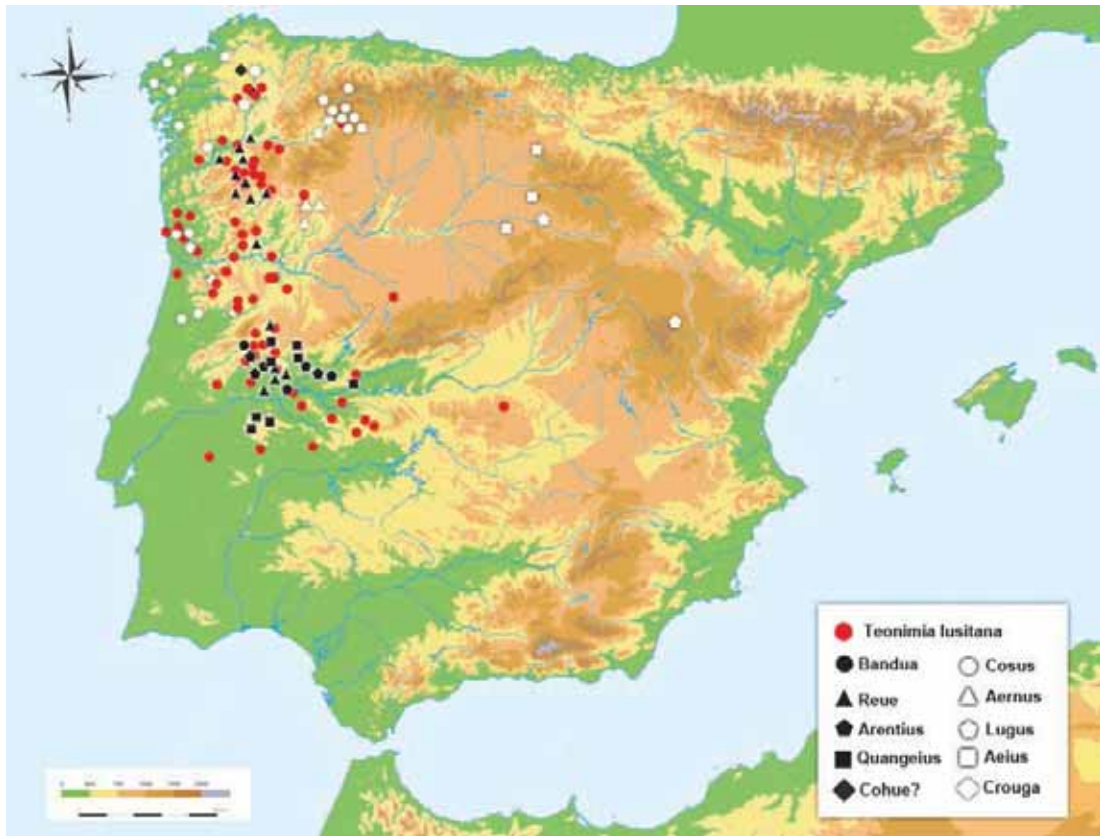 Teonimia lusitana
Bandua
Cosus
Reue
Aernus
Arentius
Lugus
Quangeius
Aeius
Cohue?
Crouga